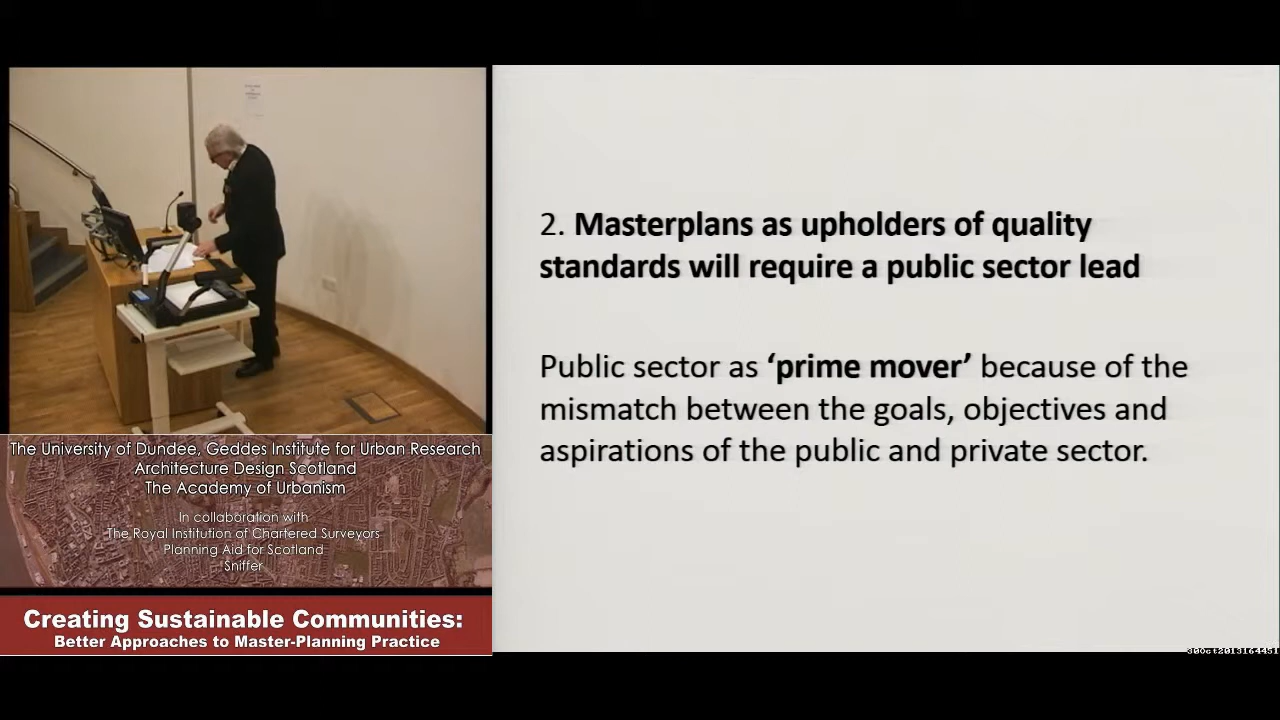 2. Masterplans as upholders of quality
standards will require a public sector lead
Public sector as ‘prime mover’ because of the
mismatch between the goals, objectives and
aspirations of the public and private sector.
The University of Dundee, Geddes Institute for Urban Research
Architecture Design Scotland
The Academy of Urbanism
In collaboration with
The Royal Institution of Chartered Surveyors
Planning Aid for Scotland
Sniffer
Creating Sustainable Communities:
Better Approaches to Master-Planning Practice